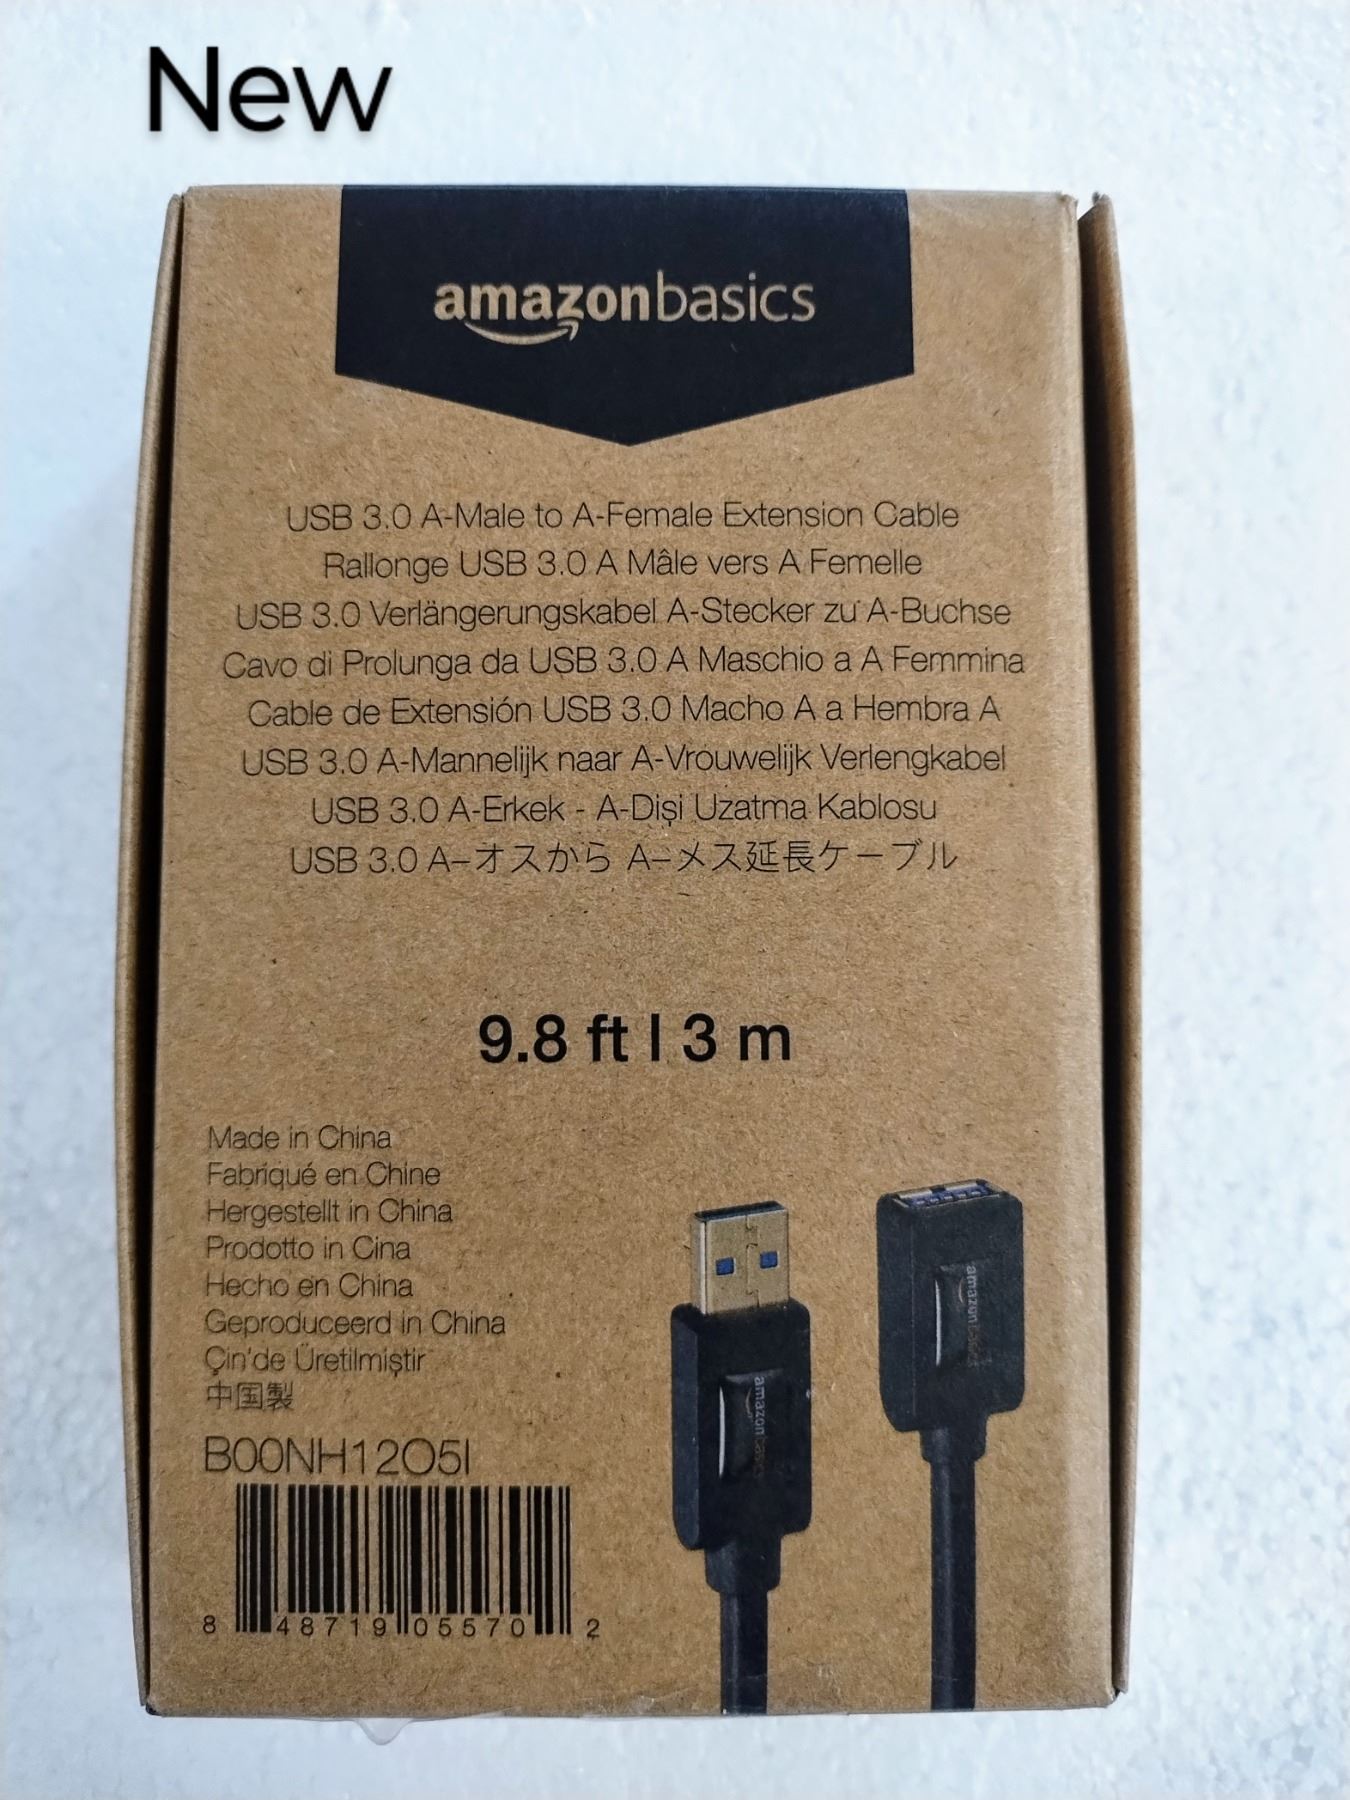 New
amazonbasics
USB 3.0 A-Male to A-Female Extension Cable
Rallonge USB 3.0 A Mâle vers A Femelle
USB 3.0 Verlängerungskabel A-Stecker zu A-Buchse
Cavo di Prolunga da USB 3.0 A Maschio a A Femmina
Cable de Extensión USB 3.0 Macho A a Hembra A
USB 3.0 A-Mannelijk naar A-Vrouwelijk Verlengkabel
USB 3.0 A-Erkek - A-Dişi Uzatma Kablosu
USB 3.0 A–オスから A–メス延長ケーブル
9.8 ft | 3 m
Made in China
Fabriqué en Chine
Hergestellt in China
Prodotto in Cina
Hecho en China
Geproduceerd in China
Çin'de Üretilmiştir
中国製
B00NH12O5I
8 48719 05570 2
amazonbasics
amazonbasics